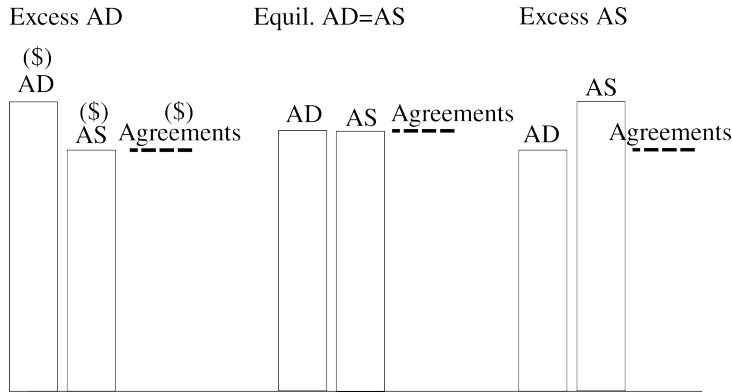 Excess AD
Equil. AD=AS
Excess AS
($)
AD
($)
AS
($)
Agreements
AD
AS
Agreements
AD
AS
Agreements